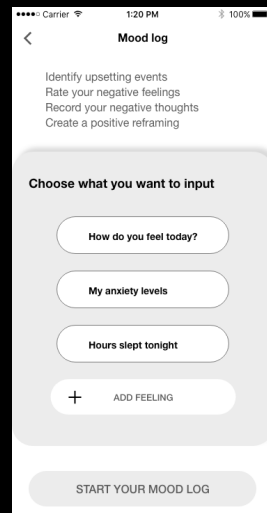 Carrier 1:20 PM 100%
Mood log
Identify upsetting events
Rate your negative feelings
Record your negative thoughts
Create a positive reframing
Choose what you want to input
How do you feel today?
My anxiety levels
Hours slept tonight
+ ADD FEELING
START YOUR MOOD LOG